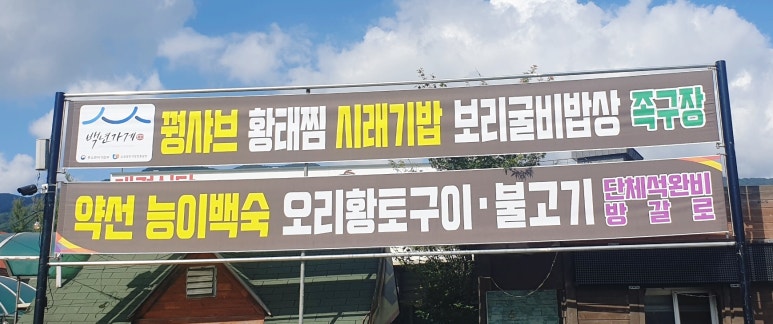 백년가게
꿩샤브 황태찜 시래기밥 보리굴비밥상 족구장
약선 능이백숙 오리황토구이·불고기
단체석완비
방갈로